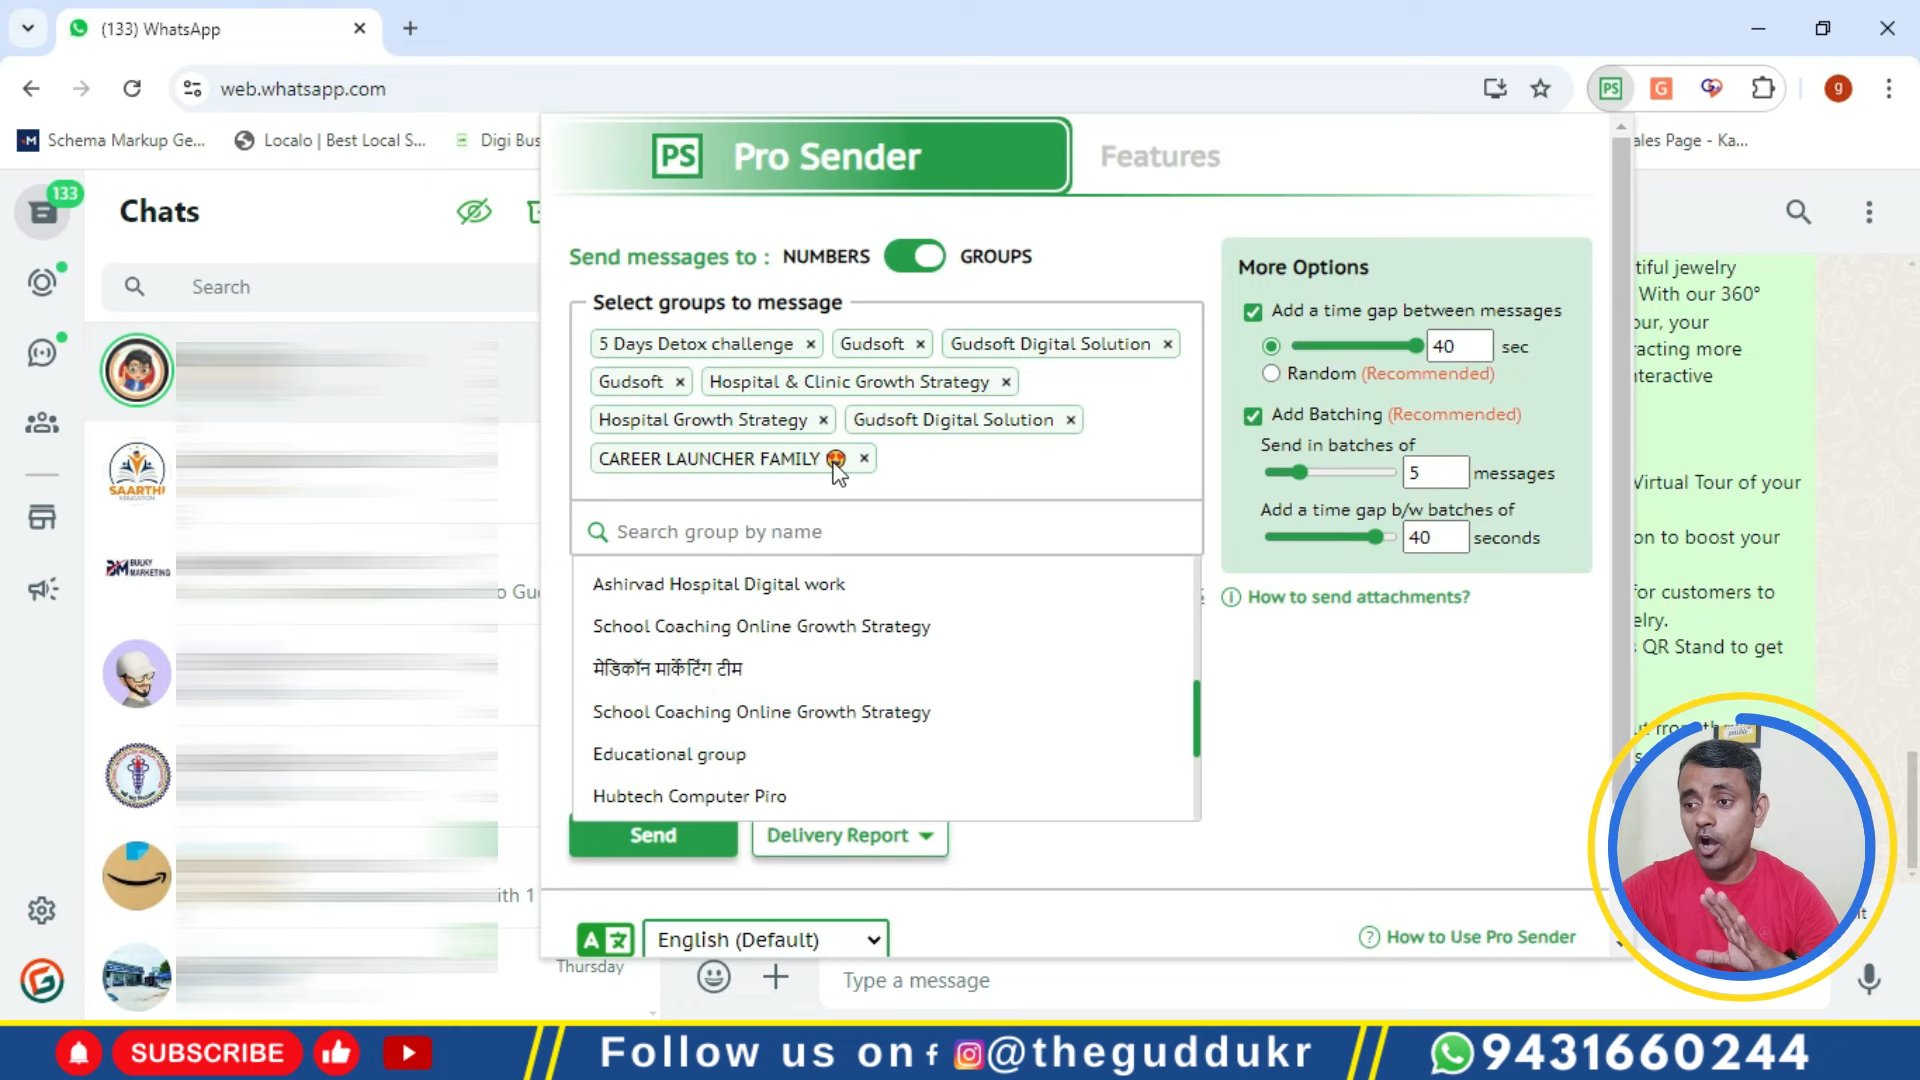 (133) WhatsApp
web.whatsapp.com
PS
G
g
Schema Markup Ge...
Localo | Best Local S...
Digi Bus
ales Page - Ka...
PS Pro Sender
Features
133
Chats
Search
Send messages to : NUMBERS GROUPS
Select groups to message
5 Days Detox challenge × Gudsoft × Gudsoft Digital Solution ×
Gudsoft × Hospital & Clinic Growth Strategy ×
Hospital Growth Strategy × Gudsoft Digital Solution ×
CAREER LAUNCHER FAMILY 😍 ×
Search group by name
Ashirvad Hospital Digital work
School Coaching Online Growth Strategy
मेडिकॉन मार्केटिंग टीम
School Coaching Online Growth Strategy
Educational group
Hubtech Computer Piro
Send
Delivery Report
English (Default)
How to Use Pro Sender
More Options
Add a time gap between messages
40 sec
Random (Recommended)
Add Batching (Recommended)
Send in batches of
5 messages
Add a time gap b/w batches of
40 seconds
How to send attachments?
tiful jewelry
With our 360°
our, your
racting more
nteractive
Virtual Tour of your
on to boost your
for customers to
elry.
QR Stand to get
SAARTHI
BULKY
MARKETING
o Gu
ith 1
Thursday
Type a message
SUBSCRIBE
Follow us on f @theguddukr
9431660244